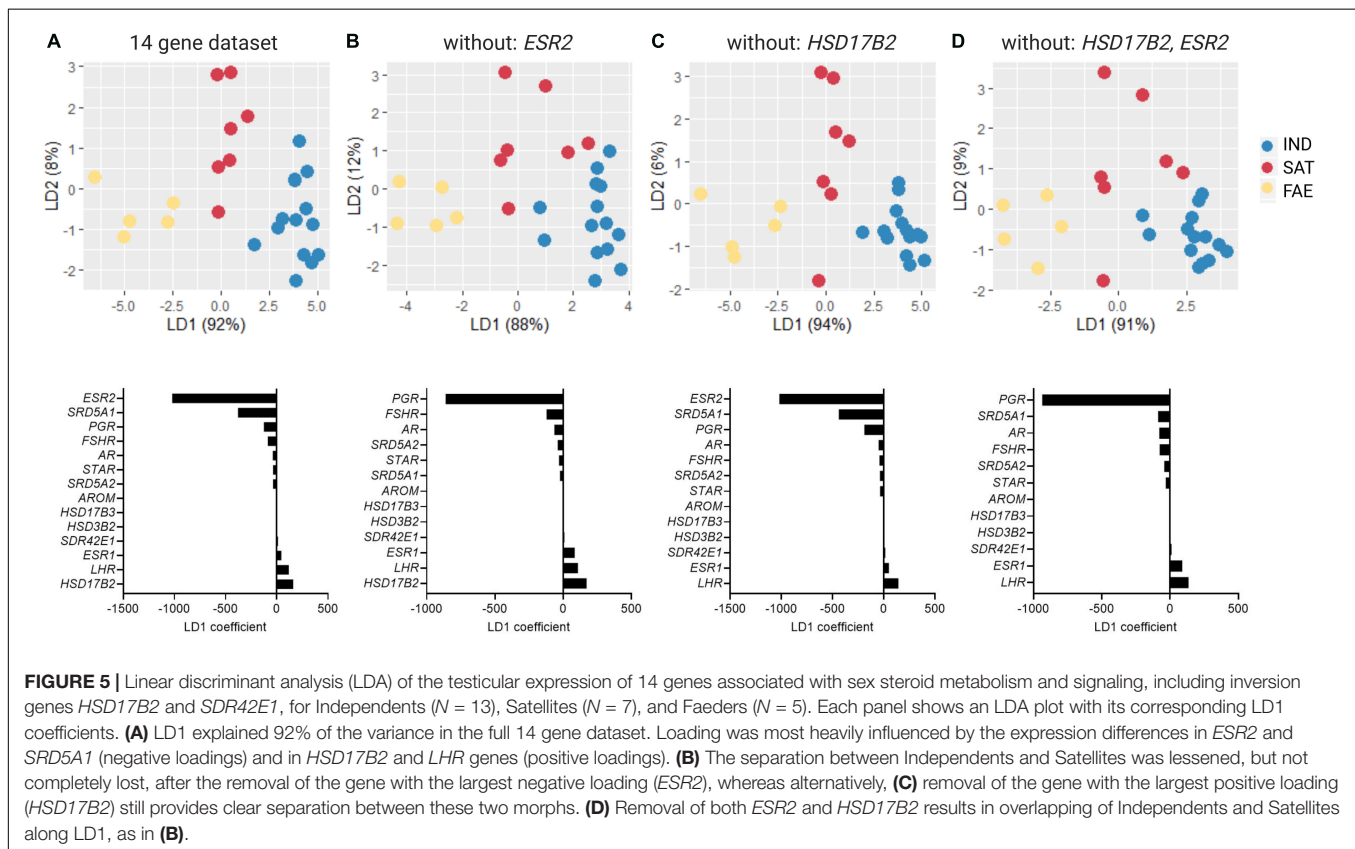 A 14 gene dataset
B without: ESR2
C without: HSD17B2
D without: HSD17B2, ESR2
3
2
1
0
-1
-2
LD2 (8%)
-5.0
-2.5
0.0
2.5
5.0
LD1 (92%)
3
2
1
0
-1
-2
LD2 (12%)
-4
-2
0
2
4
LD1 (88%)
3
2
1
0
-1
-2
LD2 (6%)
-5.0
-2.5
0.0
2.5
5.0
LD1 (94%)
3
2
1
0
-1
-2
LD2 (9%)
-2.5
0.0
2.5
LD1 (91%)
IND
SAT
FAE
ESR2
SRD5A1
PGR
FSHR
AR
STAR
SRD5A2
AROM
HSD17B3
HSD3B2
SDR42E1
ESR1
LHR
HSD17B2
-1500
-1000
-500
0
500
LD1 coefficient
PGR
FSHR
AR
SRD5A2
STAR
SRD5A1
AROM
HSD17B3
HSD3B2
SDR42E1
ESR1
LHR
HSD17B2
-1000
-500
0
500
LD1 coefficient
ESR2
SRD5A1
PGR
AR
FSHR
SRD5A2
STAR
AROM
HSD17B3
HSD3B2
SDR42E1
ESR1
LHR
-1500
-1000
-500
0
500
LD1 coefficient
PGR
SRD5A1
AR
FSHR
SRD5A2
STAR
AROM
HSD17B3
HSD3B2
SDR42E1
ESR1
LHR
-1000
-500
0
500
LD1 coefficient
FIGURE 5 | Linear discriminant analysis (LDA) of the testicular expression of 14 genes associated with sex steroid metabolism and signaling, including inversion
genes HSD17B2 and SDR42E1, for Independents (N = 13), Satellites (N = 7), and Faeders (N = 5). Each panel shows an LDA plot with its corresponding LD1
coefficients. (A) LD1 explained 92% of the variance in the full 14 gene dataset. Loading was most heavily influenced by the expression differences in ESR2 and
SRD5A1 (negative loadings) and in HSD17B2 and LHR genes (positive loadings). (B) The separation between Independents and Satellites was lessened, but not
completely lost, after the removal of the gene with the largest negative loading (ESR2), whereas alternatively, (C) removal of the gene with the largest positive loading
(HSD17B2) still provides clear separation between these two morphs. (D) Removal of both ESR2 and HSD17B2 results in overlapping of Independents and Satellites
along LD1, as in (B).